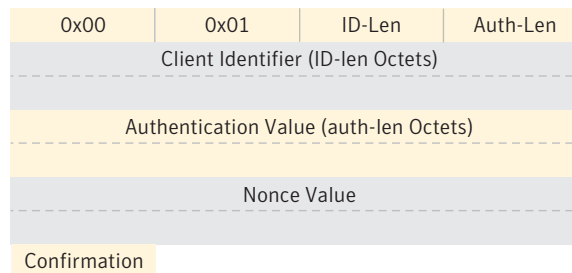 0x00 0x01 ID-Len Auth-Len
Client Identifier (ID-len Octets)
Authentication Value (auth-len Octets)
Nonce Value
Confirmation